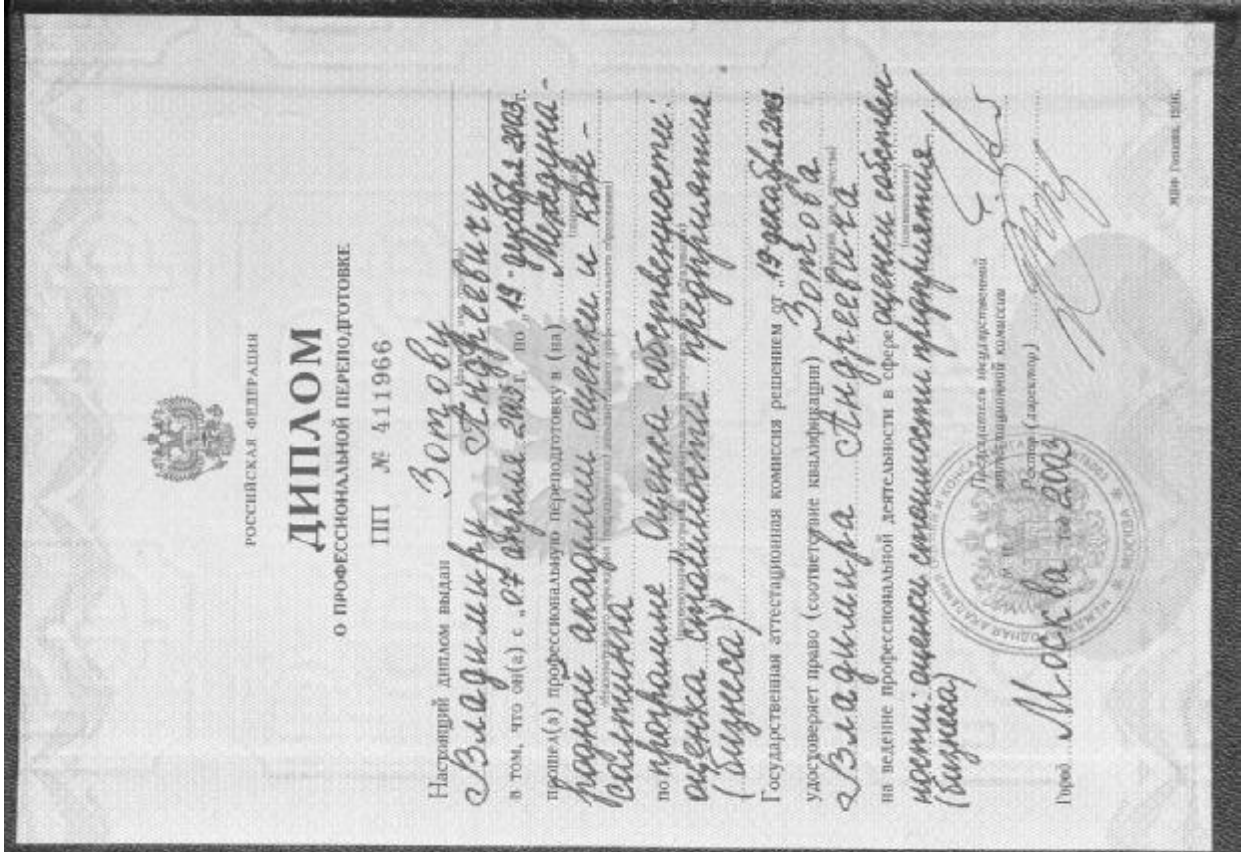 РОССИЙСКАЯ ФЕДЕРАЦИЯ
ДИПЛОМ
О ПРОФЕССИОНАЛЬНОЙ ПЕРЕПОДГОТОВКЕ
ПП № 411966
Настоящий диплом выдан Зотову
Владимиру Андреевичу
в том, что он(а) с „07 апреля 2003 г. по „19" декабря 2003 г.
прошел(а) профессиональную переподготовку в (на) Междуна-
родной академии оценки и кон-
салтинга
по программе Оценка собственности:
оценка стоимости предприятия
(бизнеса)
Государственная аттестационная комиссия решением от „19 декабря 2003
удостоверяет право (соответствие квалификации) Зотова
Владимира Андреевича
на ведение профессиональной деятельности в сфере оценки собствен-
ности: оценки стоимости предприятия
(бизнеса)
Председатель государственной
аттестационной комиссии
Ректор (директор)
Город Москва 2003
МОСКВА